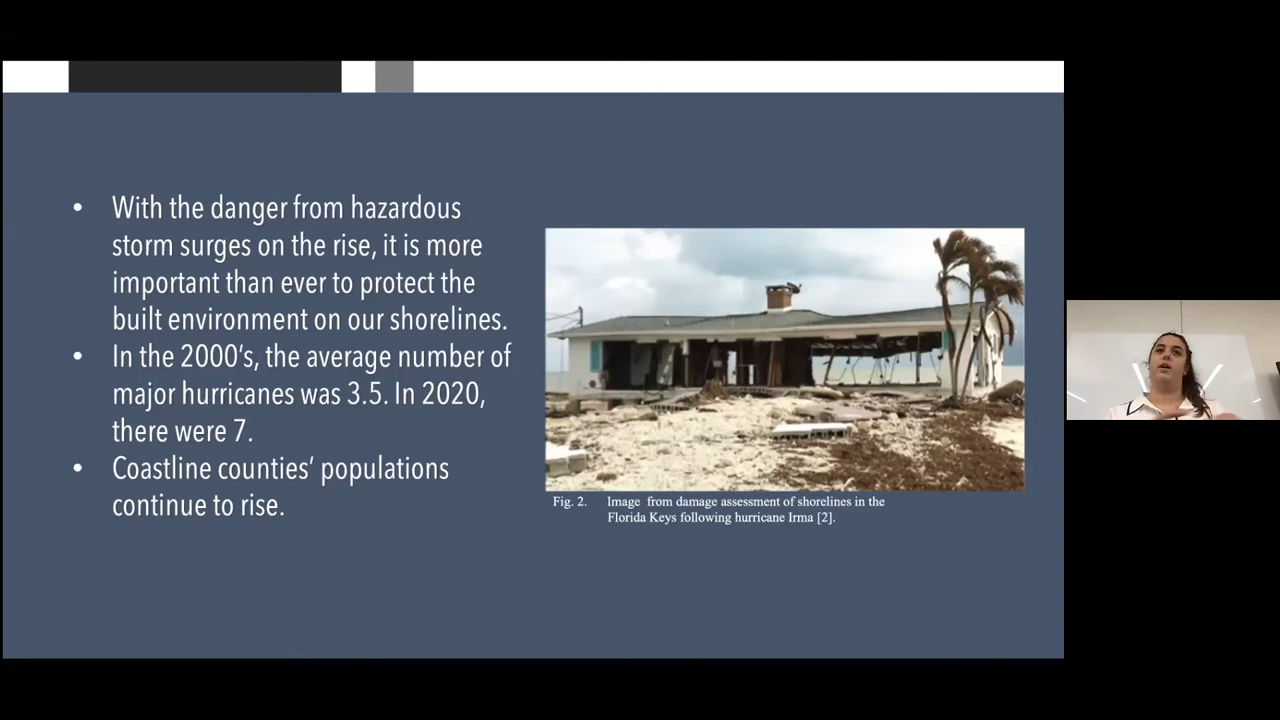 • With the danger from hazardous
storm surges on the rise, it is more
important than ever to protect the
built environment on our shorelines.
• In the 2000's, the average number of
major hurricanes was 3.5. In 2020,
there were 7.
• Coastline counties' populations
continue to rise.
Fig. 2. Image from damage assessment of shorelines in the
Florida Keys following hurricane Irma [2].